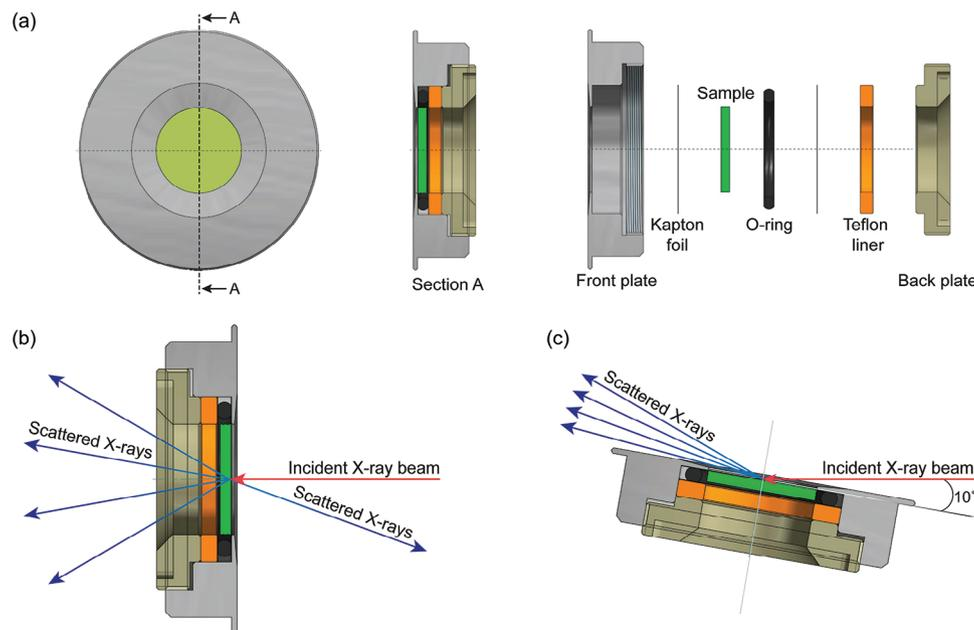 (a)
A
A
Section A
Sample
Kapton
foil
O-ring
Teflon
liner
Front plate
Back plate
(b)
Scattered X-rays
Incident X-ray beam
Scattered X-rays
(c)
Scattered X-rays
Incident X-ray beam
10°